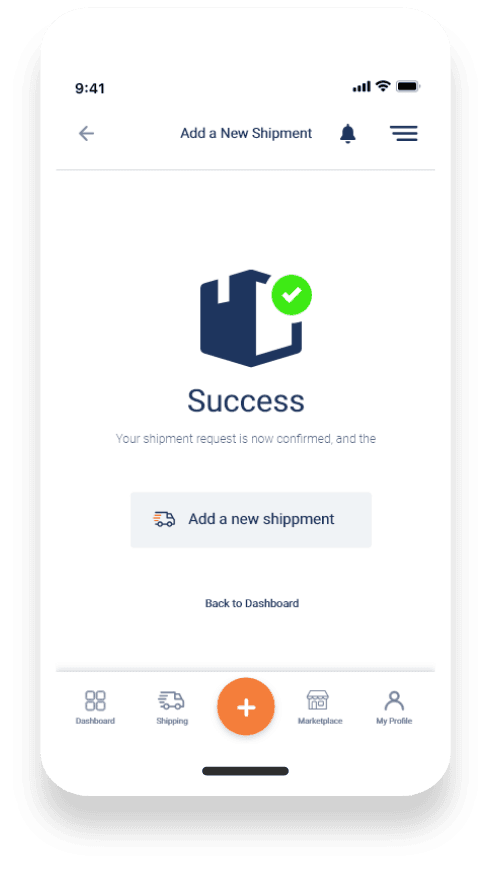 9:41
Add a New Shipment
Success
Your shipment request is now confirmed, and the
Add a new shippment
Back to Dashboard
Dashboard Shipping Marketplace My Profile